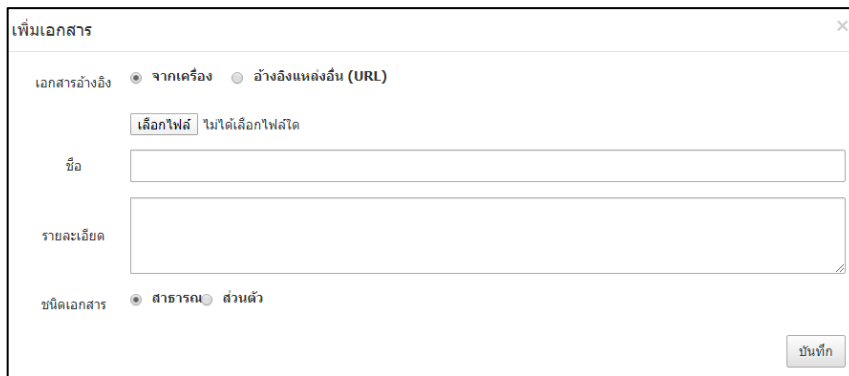 เพิ่มเอกสาร ×
เอกสารอ้างอิง จากเครื่อง อ้างอิงแหล่งอื่น (URL)
เลือกไฟล์ ไม่ได้เลือกไฟล์ใด
ชื่อ
รายละเอียด
ชนิดเอกสาร สาธารณ ส่วนตัว
บันทึก